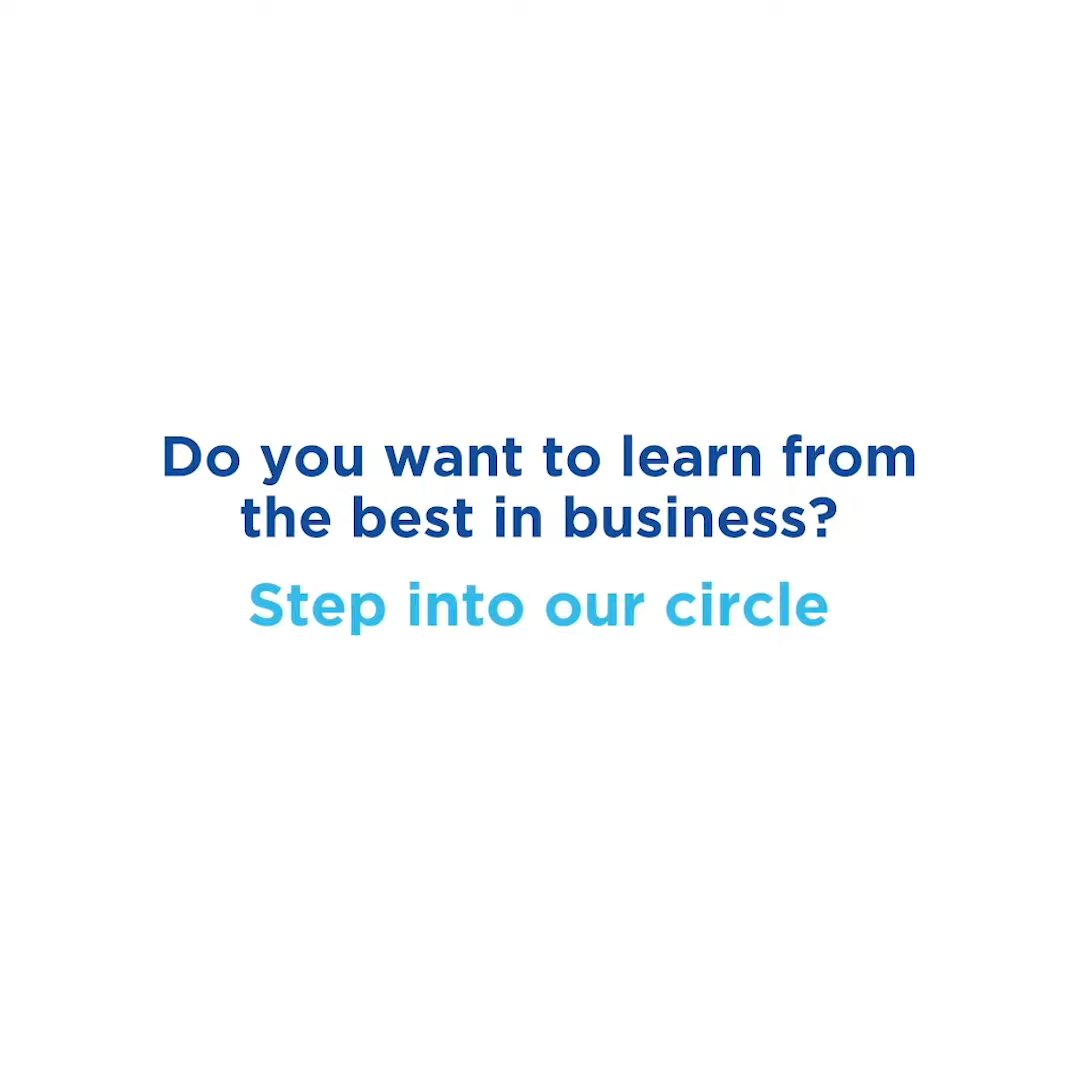 Do you want to learn from
the best in business?
Step into our circle